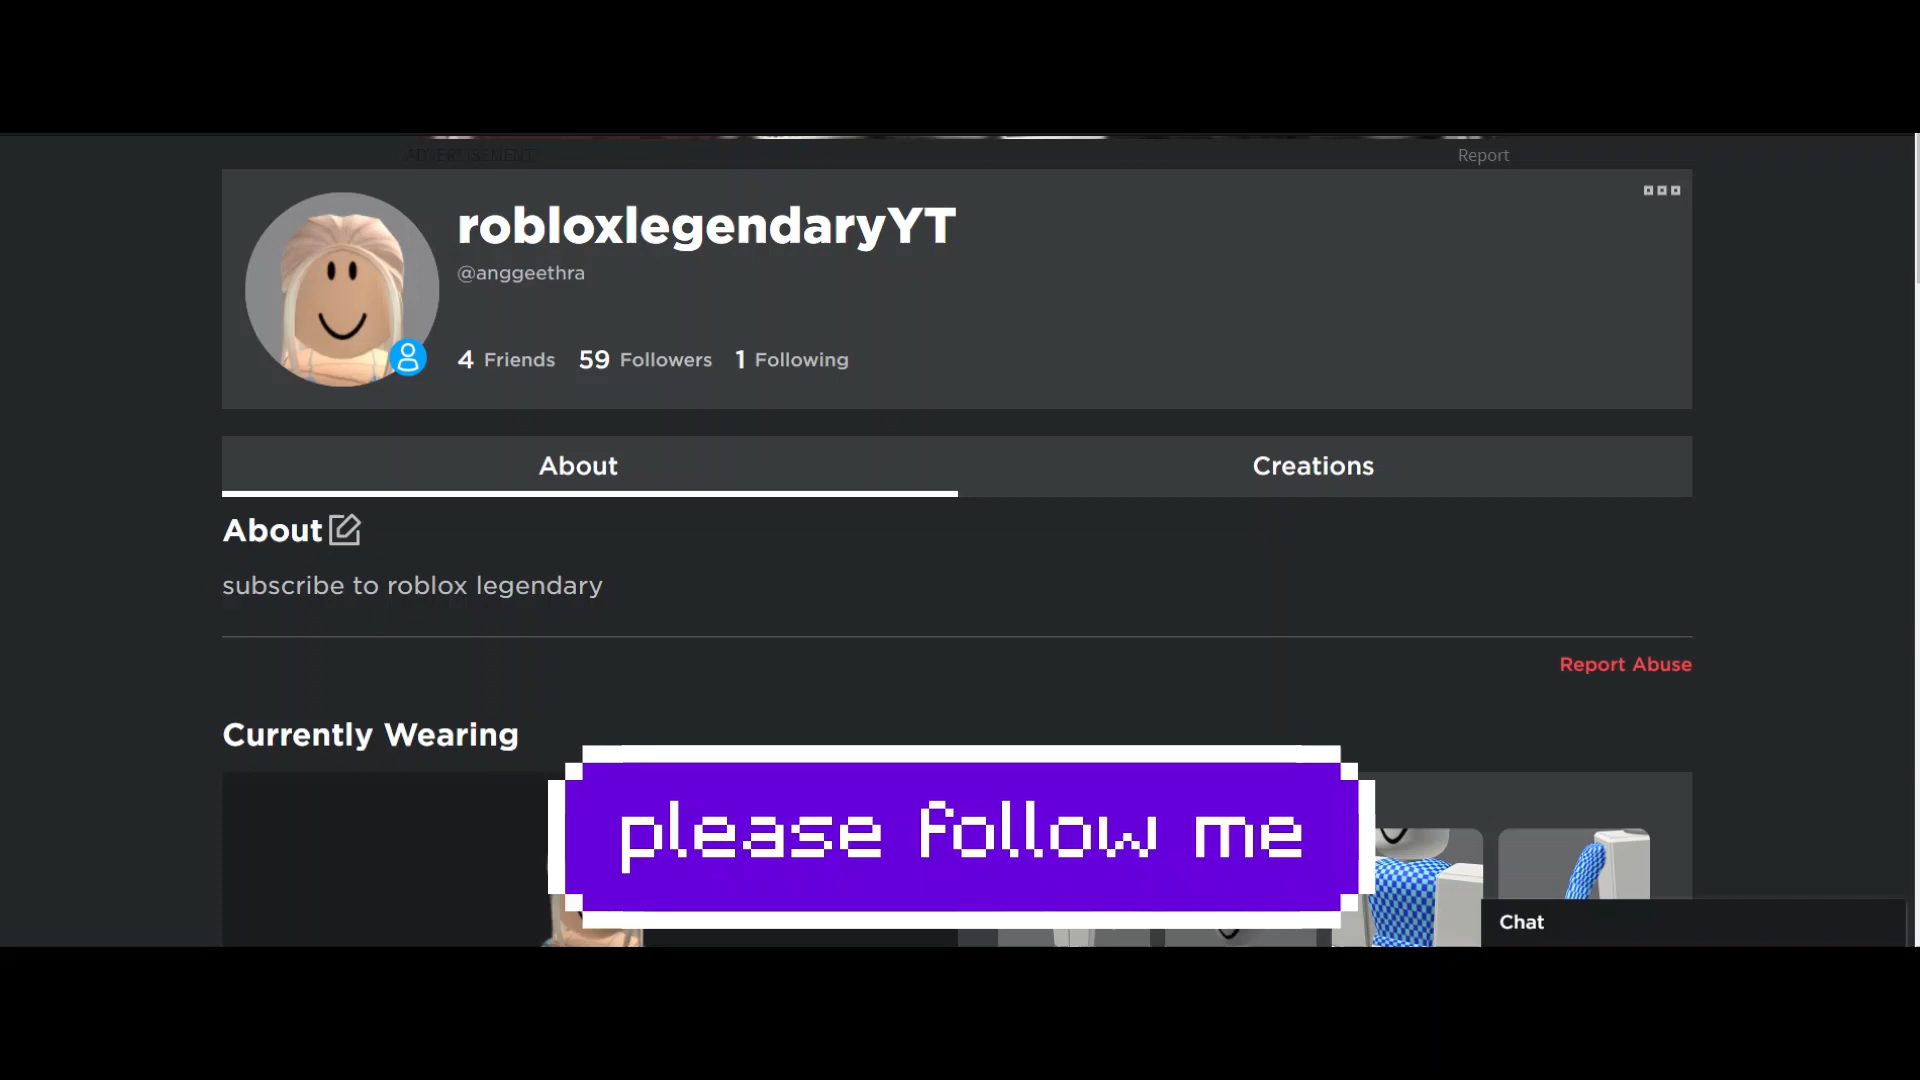 ADVERTISEMENT
Report
robloxlegendaryYT
@anggeethra
4 Friends 59 Followers 1 Following
About Creations
About
subscribe to roblox legendary
Report Abuse
Currently Wearing
please follow me
Chat